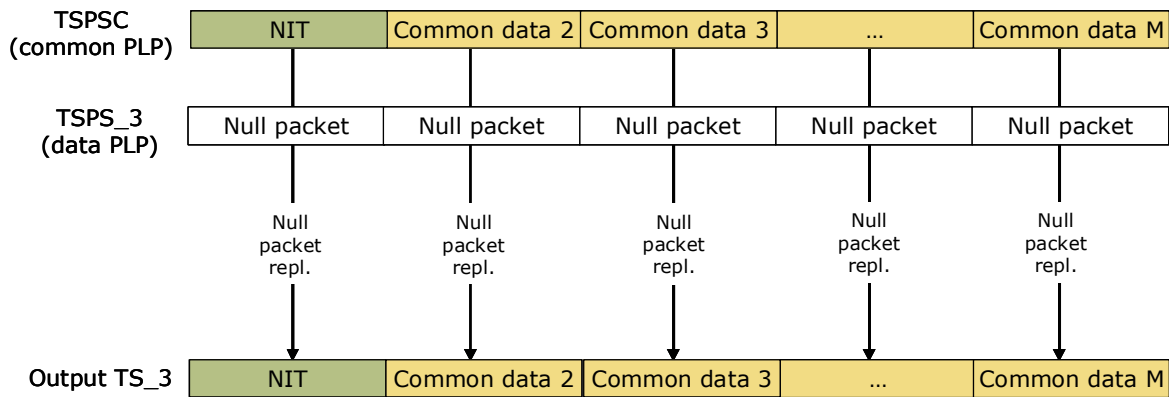 TSPSC
(common PLP)
NIT Common data 2 Common data 3 ... Common data M
TSPS_3
(data PLP)
Null packet Null packet Null packet Null packet Null packet
Null Null Null Null Null
packet packet packet packet packet
repl. repl. repl. repl. repl.
Output TS_3
NIT Common data 2 Common data 3 ... Common data M